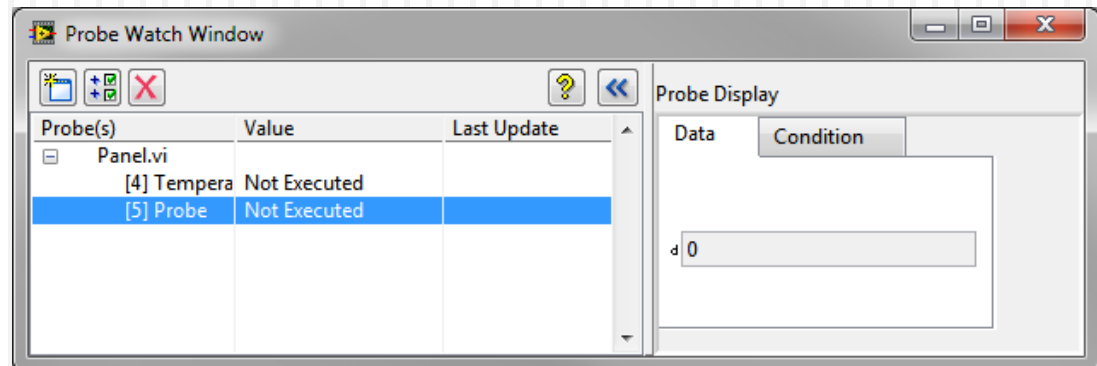 Probe Watch Window
Probe Display
Probe(s) Value Last Update
Data Condition
Panel.vi
[4] Tempera Not Executed
[5] Probe Not Executed
d 0